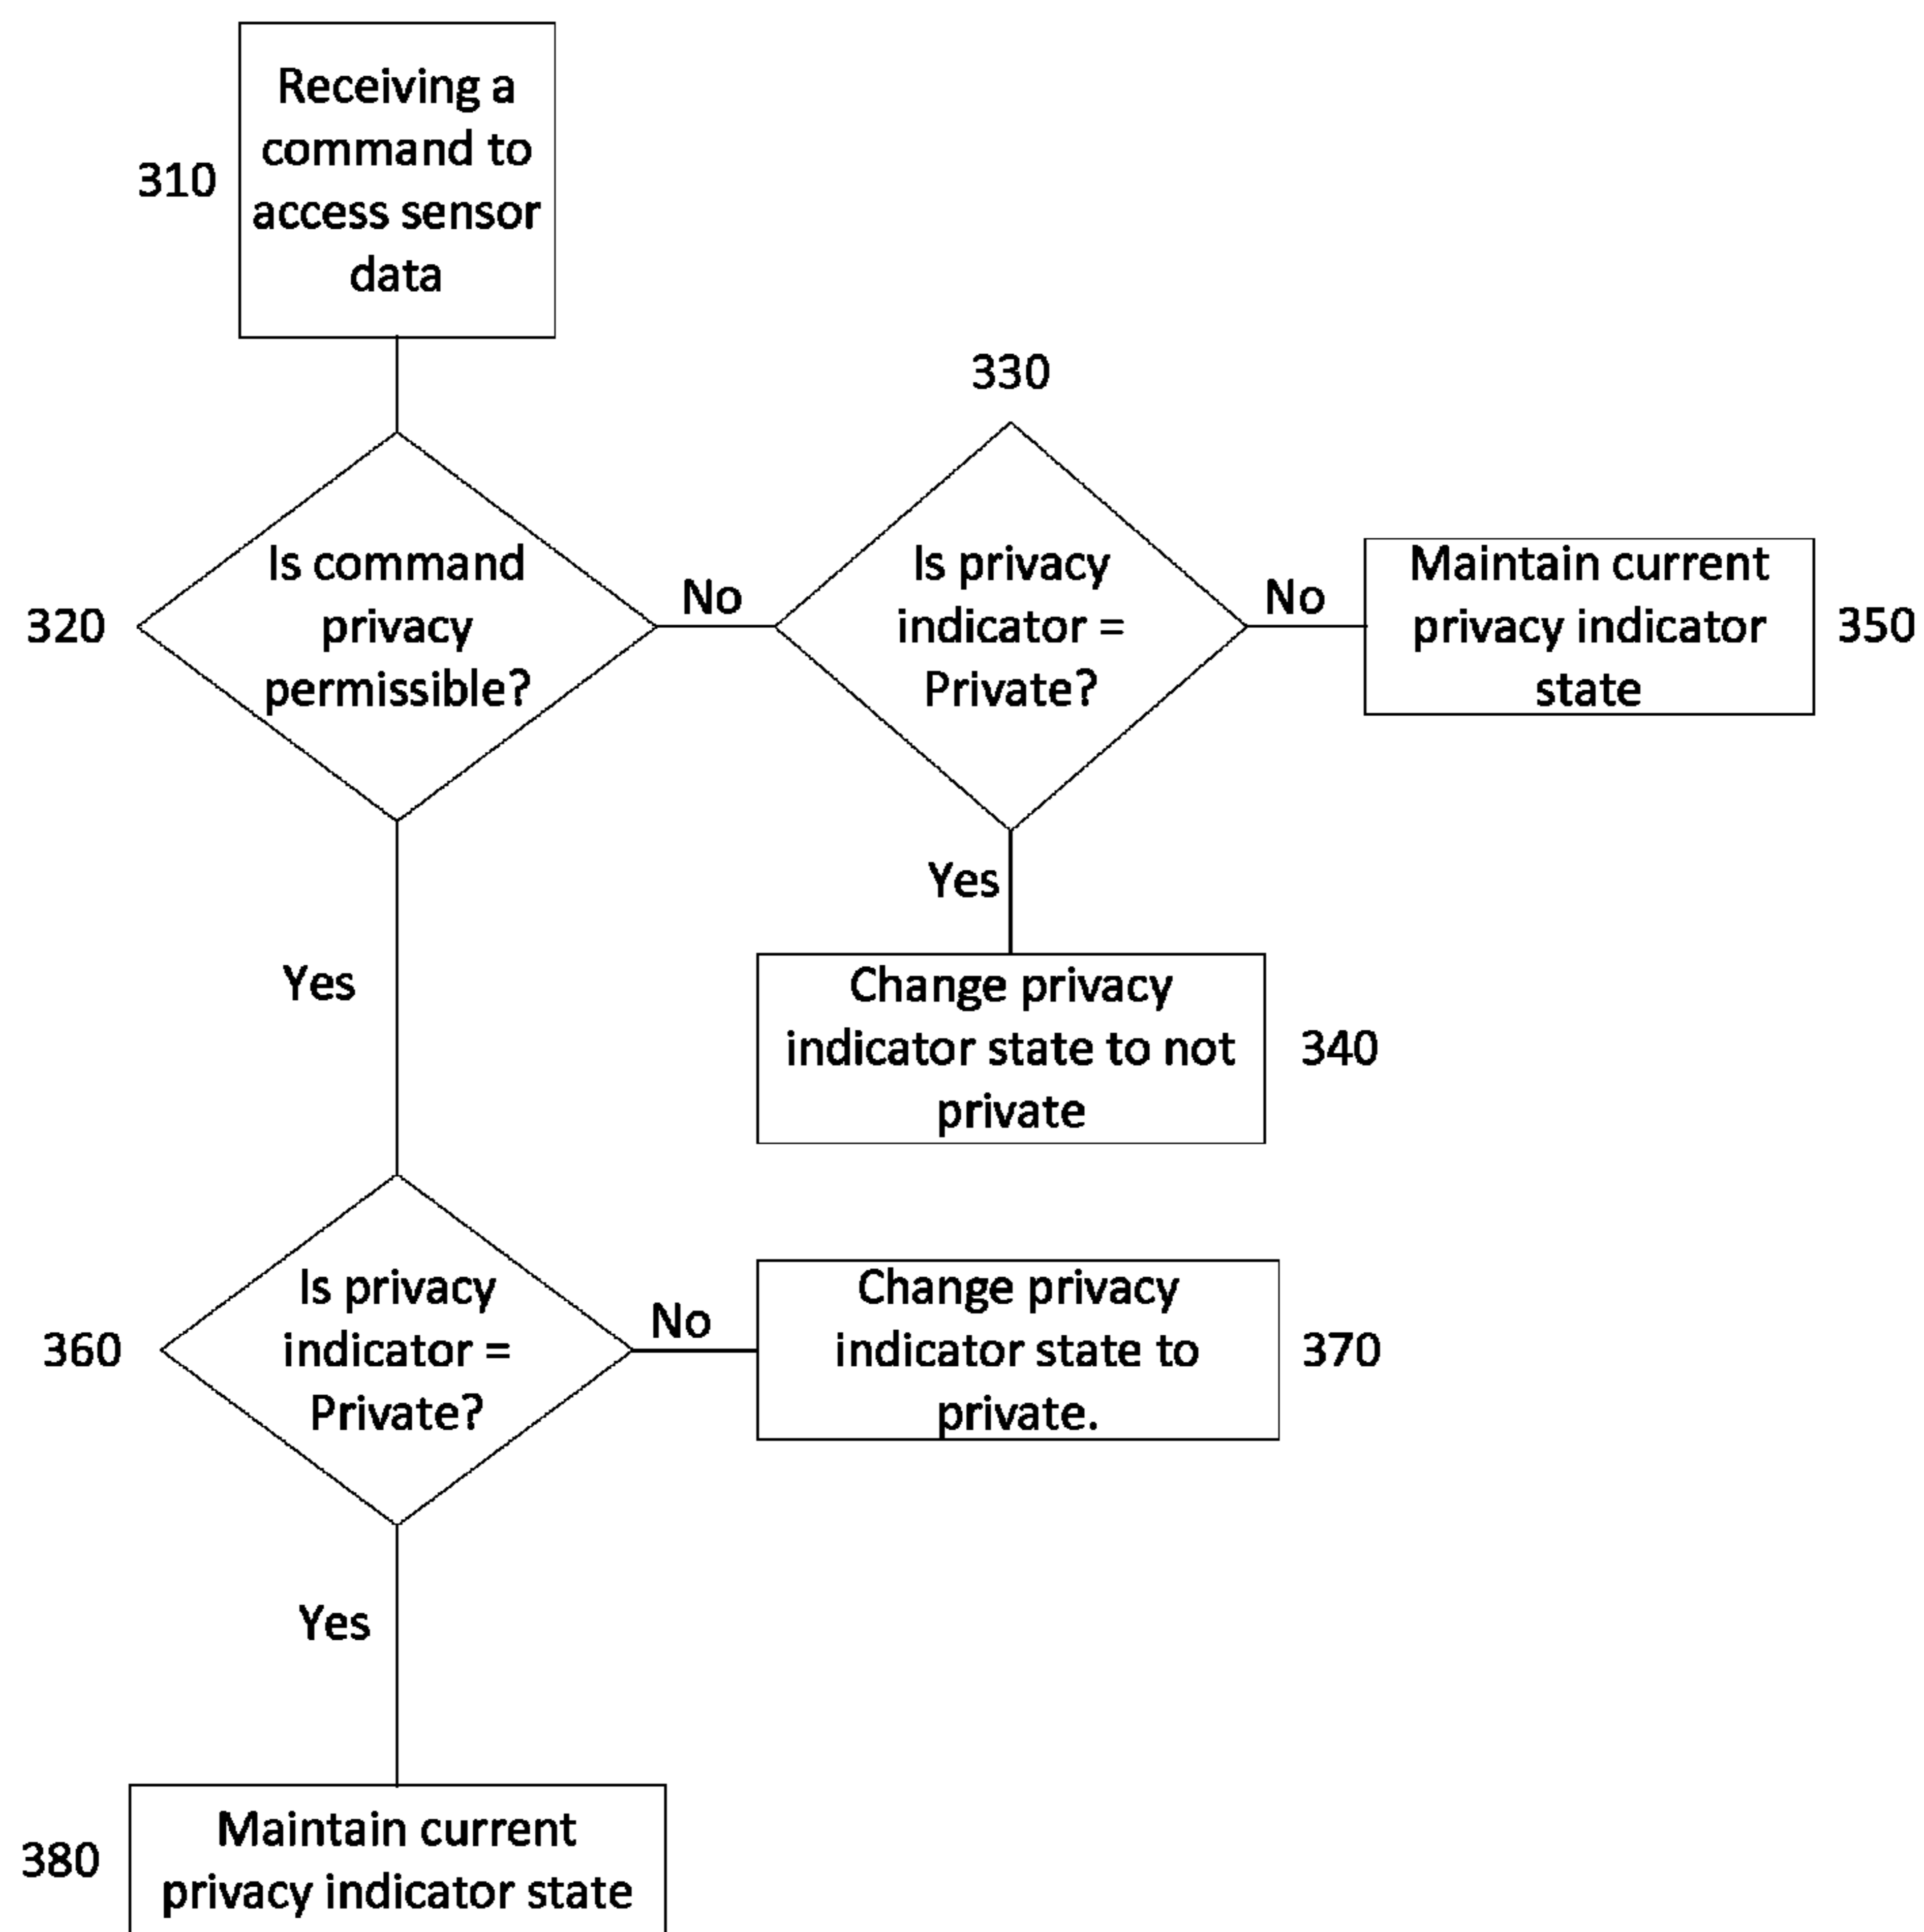 Receiving a
command to
access sensor
data
310
330
Is command
privacy
permissible?
320
No
Is privacy
indicator =
Private?
No
Maintain current
privacy indicator
state
350
Yes
Change privacy
indicator state to not
private
340
Yes
Is privacy
indicator =
Private?
360
No
Change privacy
indicator state to
private.
370
Yes
Maintain current
privacy indicator state
380